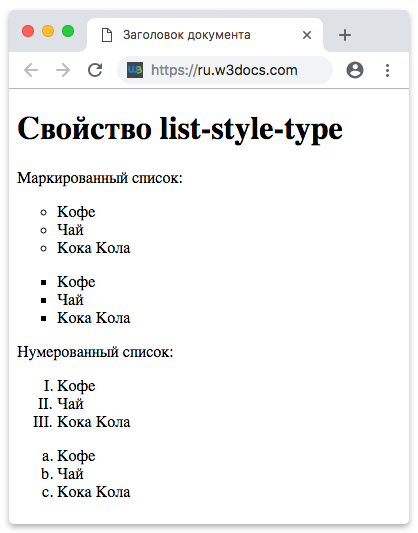 Заголовок документа
https://ru.w3docs.com
Свойство list-style-type
Маркированный список:
Кофе
Чай
Кока Кола
Кофе
Чай
Кока Кола
Нумерованный список:
I. Кофе
II. Чай
III. Кока Кола
a. Кофе
b. Чай
c. Кока Кола